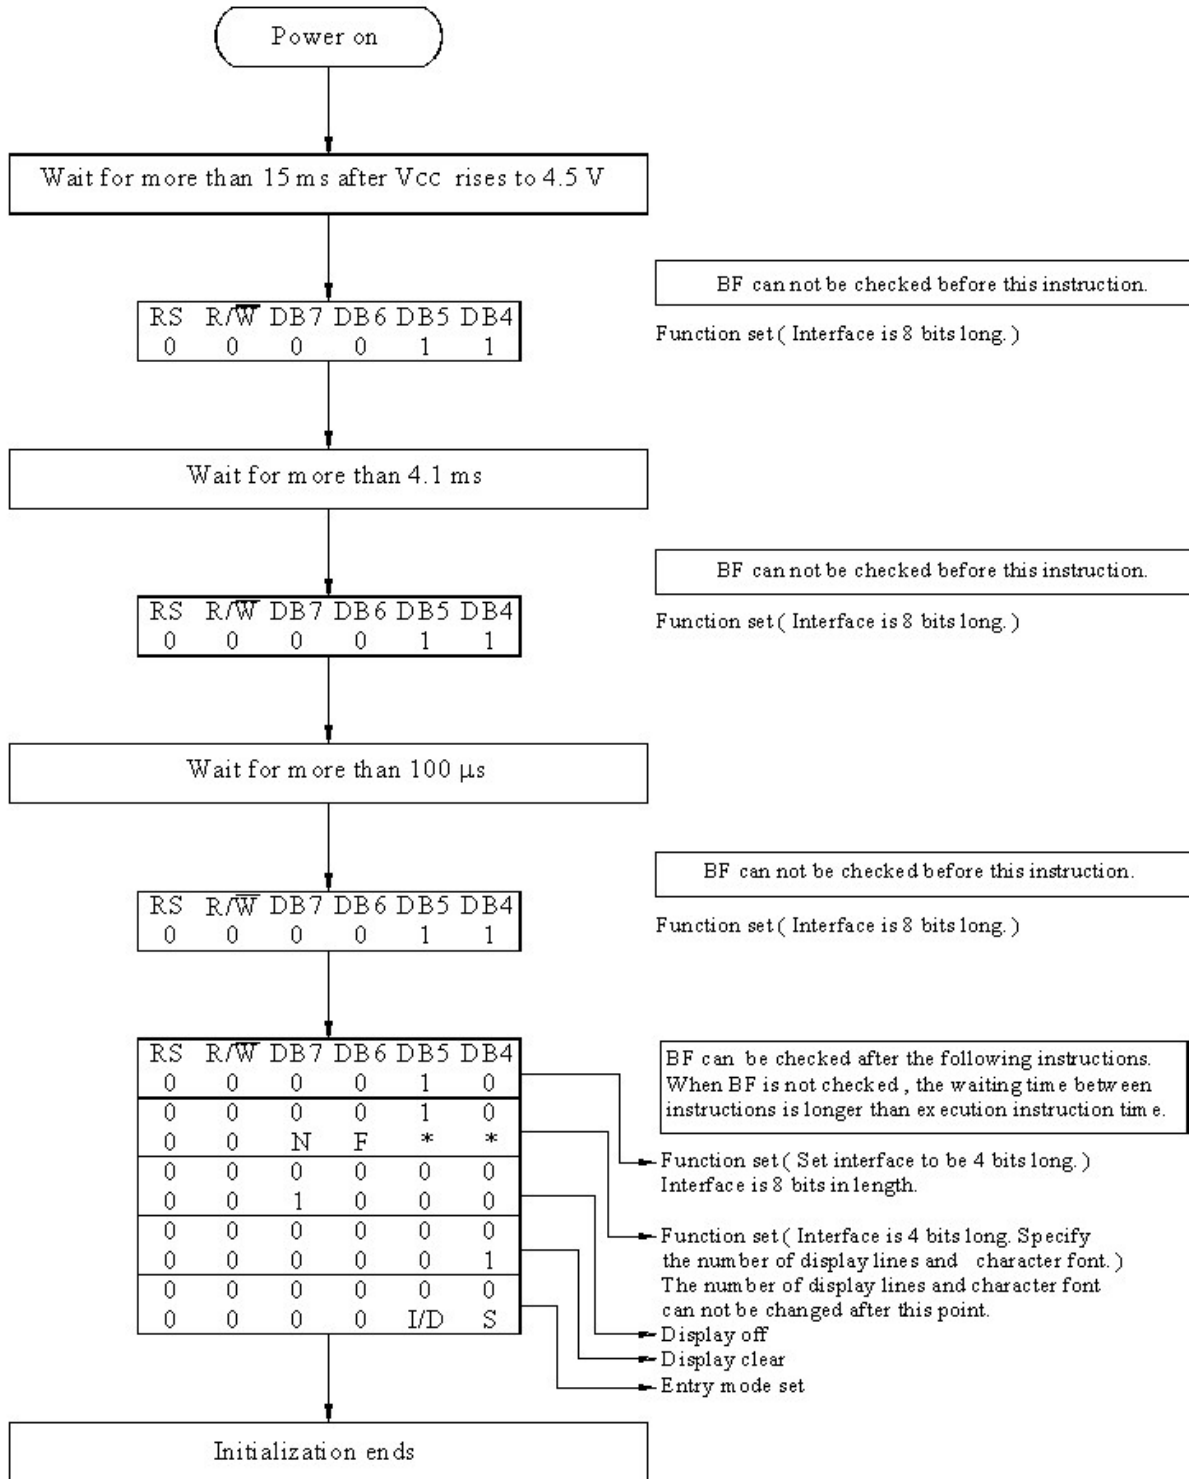 Power on
Wait for more than 15 ms after VCC rises to 4.5 V
BF can not be checked before this instruction.
RS R/W̅ DB7 DB6 DB5 DB4
0 0 0 0 1 1
Function set ( Interface is 8 bits long. )
Wait for more than 4.1 ms
BF can not be checked before this instruction.
RS R/W̅ DB7 DB6 DB5 DB4
0 0 0 0 1 1
Function set ( Interface is 8 bits long. )
Wait for more than 100 μs
BF can not be checked before this instruction.
RS R/W̅ DB7 DB6 DB5 DB4
0 0 0 0 1 1
Function set ( Interface is 8 bits long. )
RS R/W̅ DB7 DB6 DB5 DB4
0 0 0 0 1 0
0 0 0 0 1 0
0 0 N F * *
0 0 0 0 0 0
0 0 1 0 0 0
0 0 0 0 0 0
0 0 0 0 0 1
0 0 0 0 0 0
0 0 0 0 I/D S
BF can be checked after the following instructions.
When BF is not checked , the waiting time between
instructions is longer than execution instruction time.
Function set ( Set interface to be 4 bits long. )
Interface is 8 bits in length.
Function set ( Interface is 4 bits long. Specify
the number of display lines and character font. )
The number of display lines and character font
can not be changed after this point.
Display off
Display clear
Entry mode set
Initialization ends